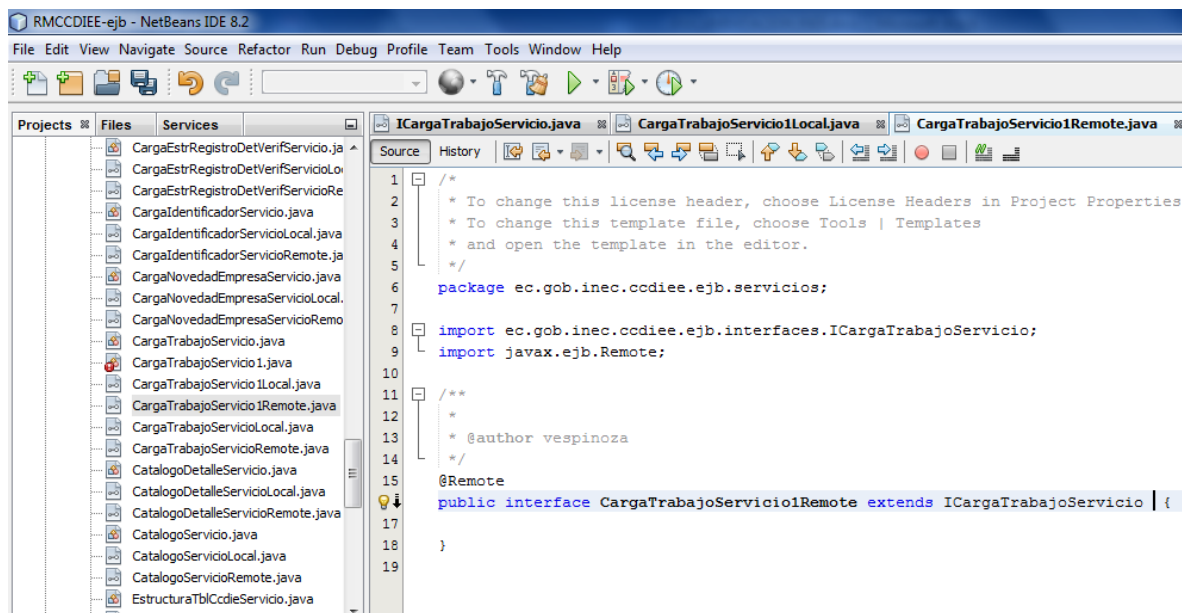 RMCCDIEE-ejb - NetBeans IDE 8.2
File Edit View Navigate Source Refactor Run Debug Profile Team Tools Window Help
Projects Files Services
CargaEstrRegistroDetVerifServicio.ja
CargaEstrRegistroDetVerifServicioLo
CargaEstrRegistroDetVerifServicioRe
CargaIdentificadorServicio.java
CargaIdentificadorServicioLocal.java
CargaIdentificadorServicioRemote.ja
CargaNovedadEmpresaServicio.java
CargaNovedadEmpresaServicioLocal.
CargaNovedadEmpresaServicioRemo
CargaTrabajoServicio.java
CargaTrabajoServicio1.java
CargaTrabajoServicio1Local.java
CargaTrabajoServicio1Remote.java
CargaTrabajoServicioLocal.java
CargaTrabajoServicioRemote.java
CatalogoDetalleServicio.java
CatalogoDetalleServicioLocal.java
CatalogoDetalleServicioRemote.java
CatalogoServicio.java
CatalogoServicioLocal.java
CatalogoServicioRemote.java
EstructuraTblCcdieServicio.java
ICargaTrabajoServicio.java CargaTrabajoServicio1Local.java CargaTrabajoServicio1Remote.java
Source History
1 /*
2 * To change this license header, choose License Headers in Project Properties
3 * To change this template file, choose Tools | Templates
4 * and open the template in the editor.
5 */
6 package ec.gob.inec.ccdiee.ejb.servicios;
7
8 import ec.gob.inec.ccdiee.ejb.interfaces.ICargaTrabajoServicio;
9 import javax.ejb.Remote;
10
11 /**
12 *
13 * @author vespinoza
14 */
15 @Remote
public interface CargaTrabajoServicio1Remote extends ICargaTrabajoServicio {
17
18 }
19